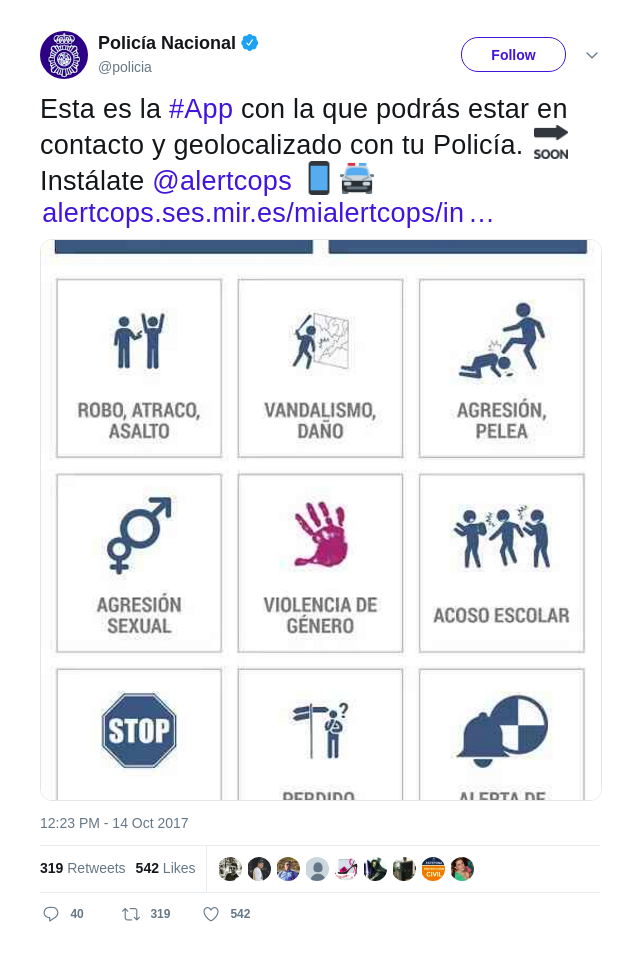 Policía Nacional
@policia
Follow
Esta es la #App con la que podrás estar en
contacto y geolocalizado con tu Policía. SOON
Instálate @alertcops
alertcops.ses.mir.es/mialertcops/in…
ROBO, ATRACO,
ASALTO
VANDALISMO,
DAÑO
AGRESIÓN,
PELEA
AGRESIÓN
SEXUAL
VIOLENCIA DE
GÉNERO
ACOSO ESCOLAR
STOP
?
PERDIDO
ALERTA DE
12:23 PM - 14 Oct 2017
319 Retweets 542 Likes
CIVIL
40 319 542